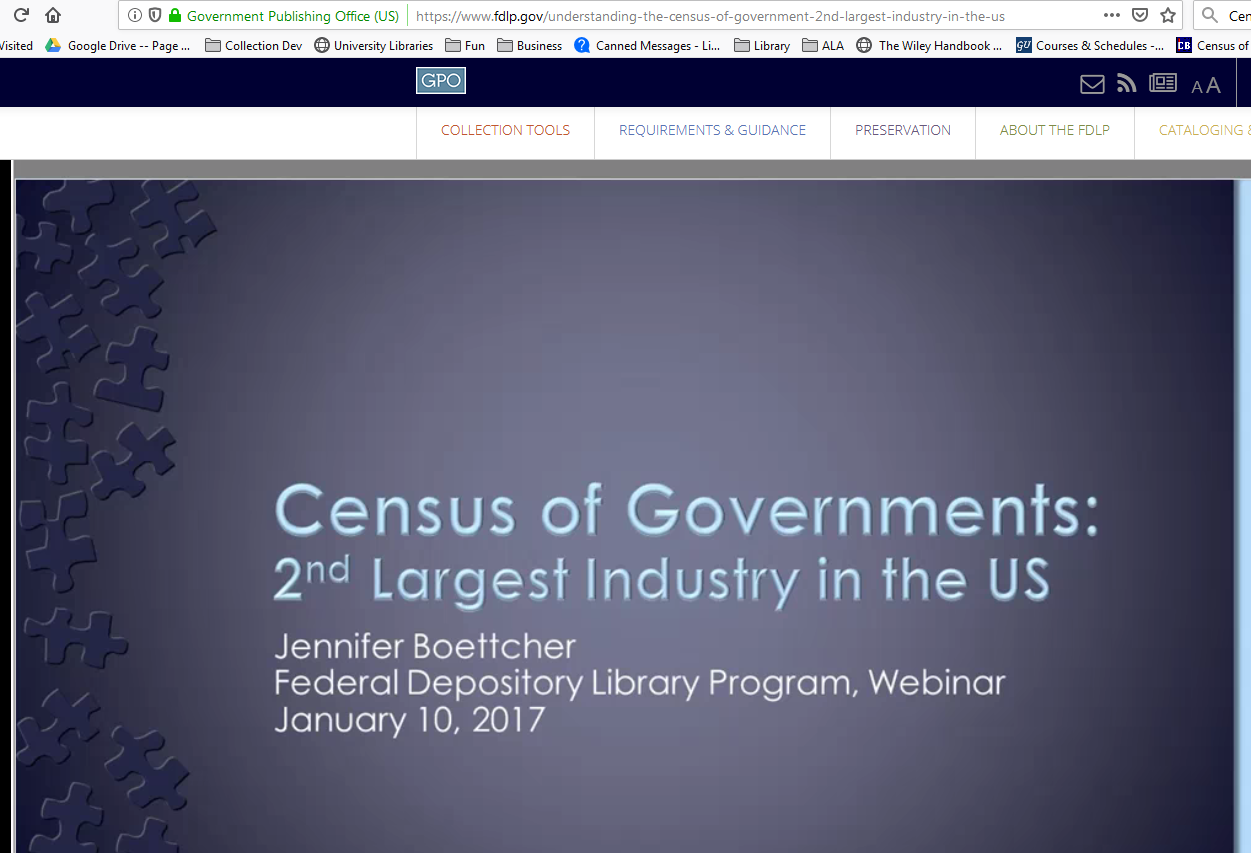 Government Publishing Office (US) https://www.fdlp.gov/understanding-the-census-of-government-2nd-largest-industry-in-the-us Cen
Visited Google Drive -- Page ... Collection Dev University Libraries Fun Business Canned Messages - Li... Library ALA The Wiley Handbook ... GU Courses & Schedules -... Census of
GPO
A A
COLLECTION TOOLS REQUIREMENTS & GUIDANCE PRESERVATION ABOUT THE FDLP CATALOGING &
Census of Governments:
2nd Largest Industry in the US
Jennifer Boettcher
Federal Depository Library Program, Webinar
January 10, 2017